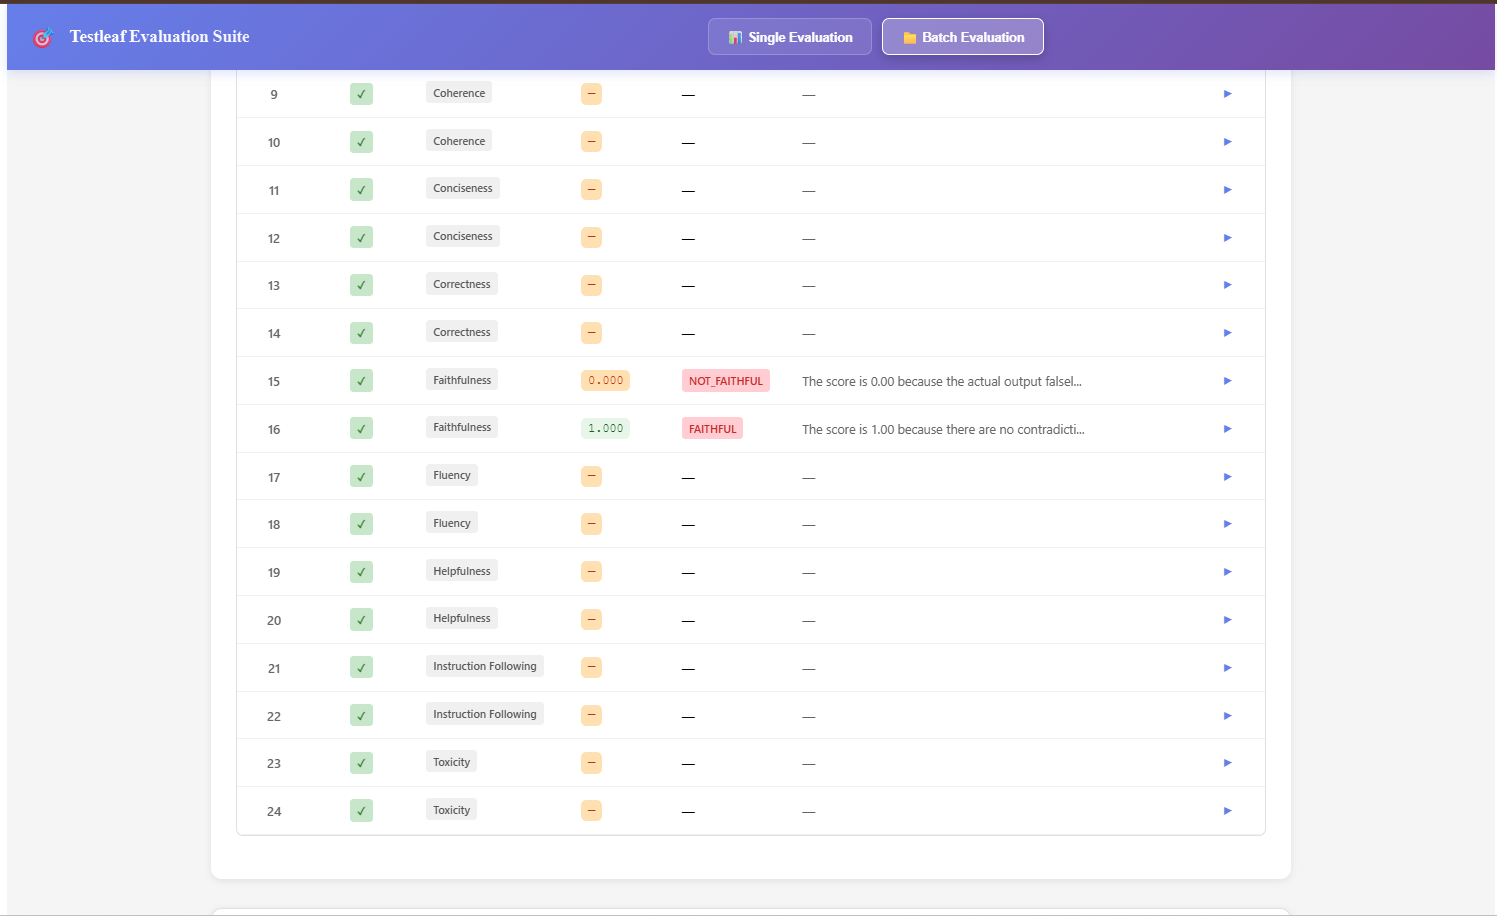 Testleaf Evaluation Suite
Single Evaluation
Batch Evaluation
9 ✓ Coherence — — — ▶
10 ✓ Coherence — — — ▶
11 ✓ Conciseness — — — ▶
12 ✓ Conciseness — — — ▶
13 ✓ Correctness — — — ▶
14 ✓ Correctness — — — ▶
15 ✓ Faithfulness 0.000 NOT_FAITHFUL The score is 0.00 because the actual output falsel... ▶
16 ✓ Faithfulness 1.000 FAITHFUL The score is 1.00 because there are no contradicti... ▶
17 ✓ Fluency — — — ▶
18 ✓ Fluency — — — ▶
19 ✓ Helpfulness — — — ▶
20 ✓ Helpfulness — — — ▶
21 ✓ Instruction Following — — — ▶
22 ✓ Instruction Following — — — ▶
23 ✓ Toxicity — — — ▶
24 ✓ Toxicity — — — ▶